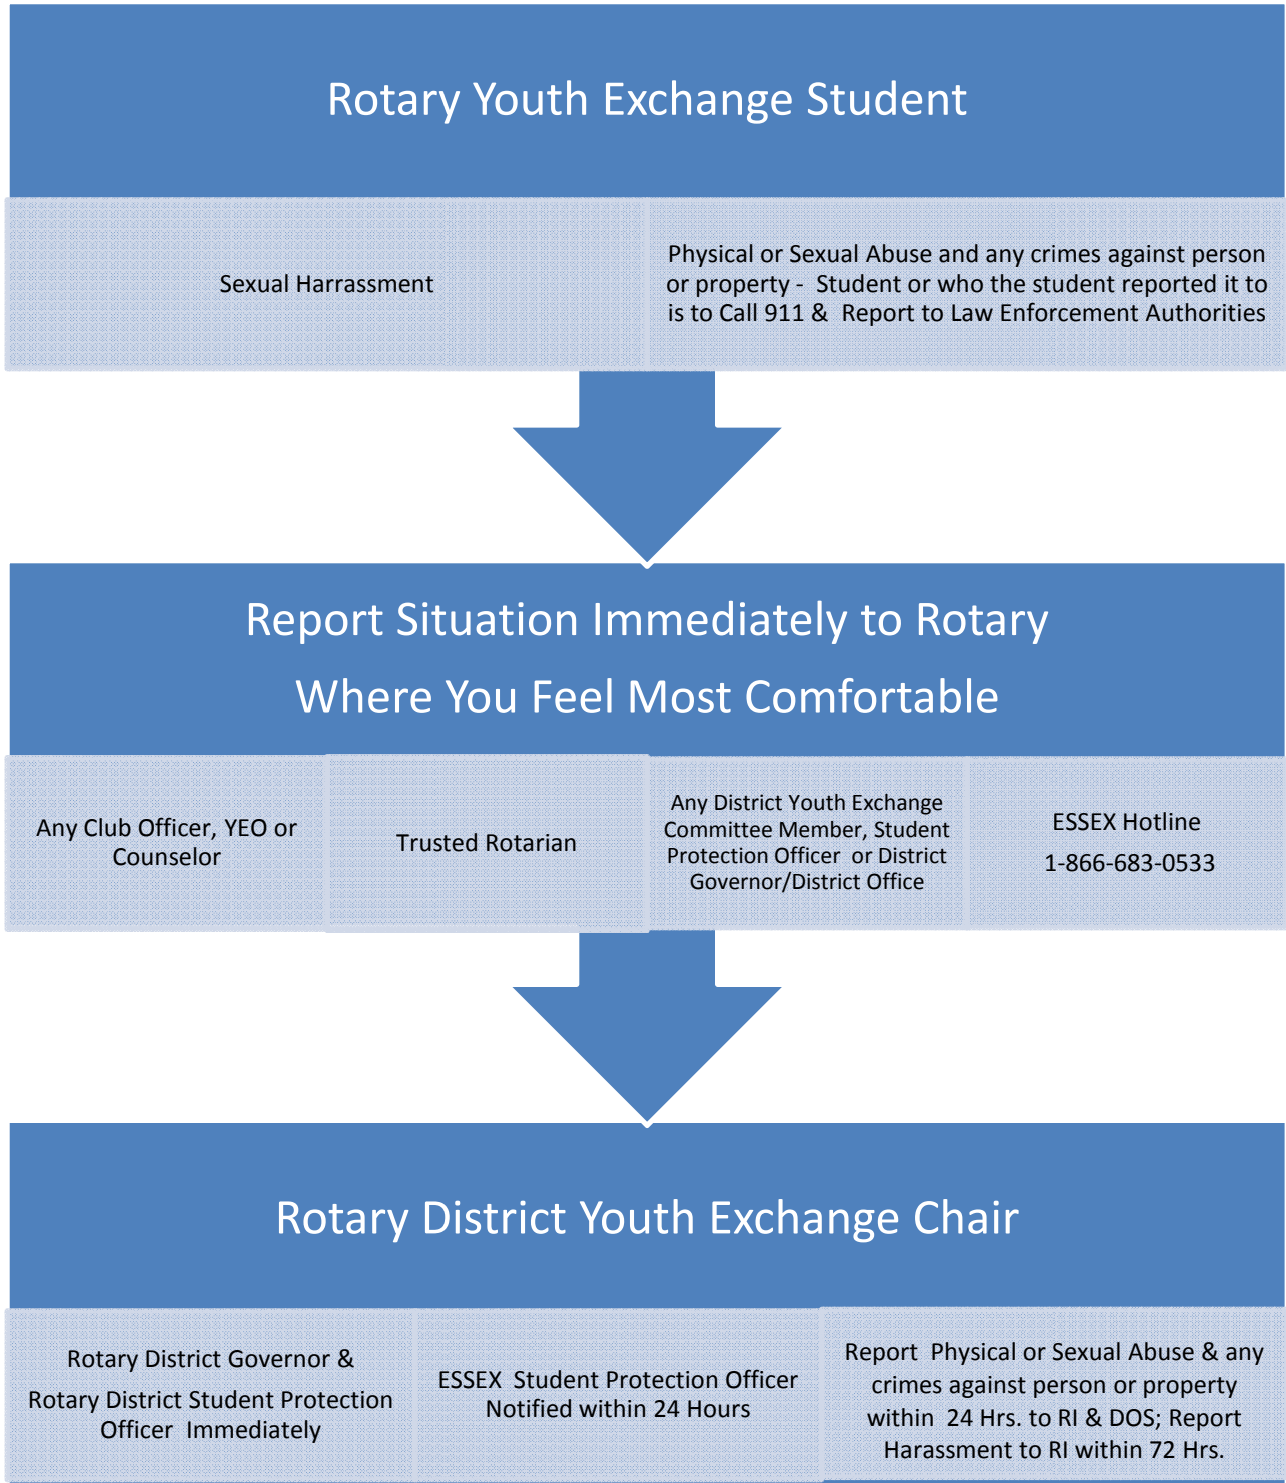 Rotary Youth Exchange Student
Sexual Harrassment
Physical or Sexual Abuse and any crimes against person
or property - Student or who the student reported it to
is to Call 911 & Report to Law Enforcement Authorities
Report Situation Immediately to Rotary
Where You Feel Most Comfortable
Any Club Officer, YEO or
Counselor
Trusted Rotarian
Any District Youth Exchange
Committee Member, Student
Protection Officer or District
Governor/District Office
ESSEX Hotline
1-866-683-0533
Rotary District Youth Exchange Chair
Rotary District Governor &
Rotary District Student Protection
Officer Immediately
ESSEX Student Protection Officer
Notified within 24 Hours
Report Physical or Sexual Abuse & any
crimes against person or property
within 24 Hrs. to RI & DOS; Report
Harassment to RI within 72 Hrs.